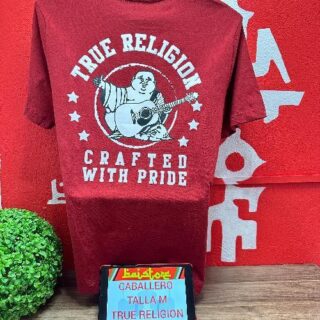 TRUE RELIGION
CRAFTED
WITH PRIDE
CABALLERO
TALLA M
TRUE RELIGION